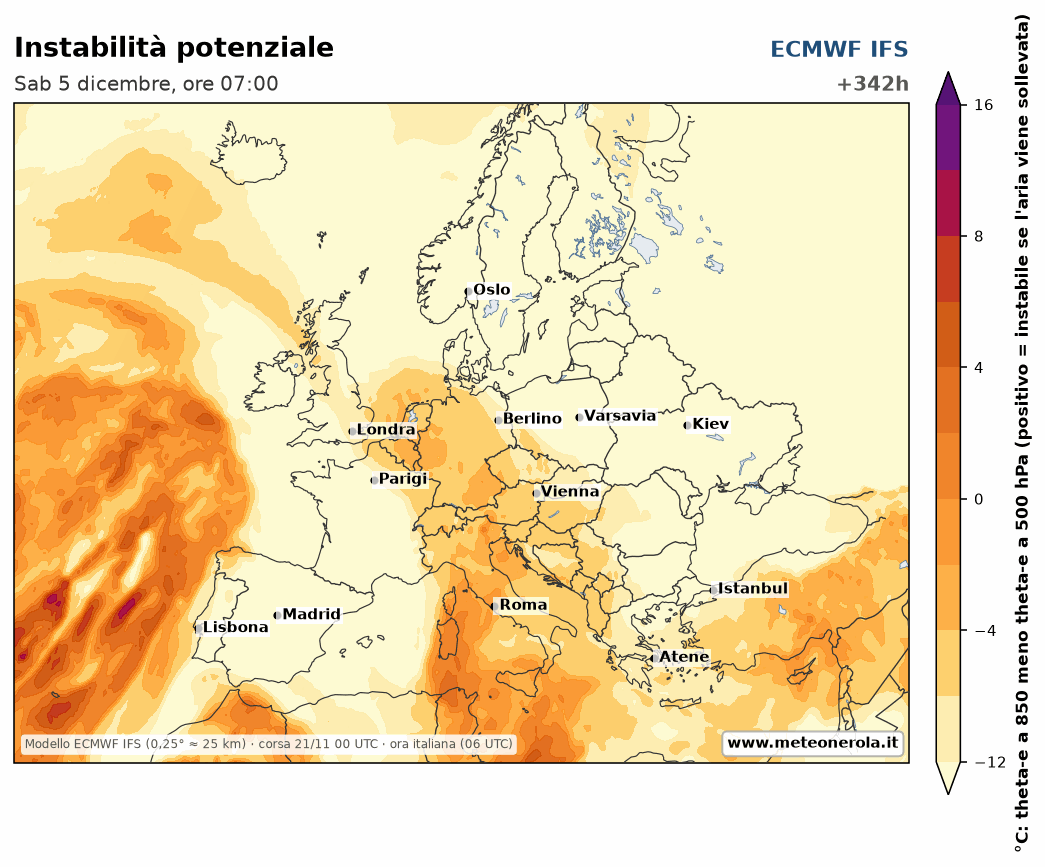 Instabilità potenziale
ECMWF IFS
Sab 5 dicembre, ore 07:00
+342h
Oslo
Londra
Berlino
Varsavia
Kiev
Parigi
Vienna
Istanbul
Roma
Madrid
Lisbona
Atene
Modello ECMWF IFS (0,25° ≈ 25 km) · corsa 21/11 00 UTC · ora italiana (06 UTC)
www.meteonerola.it
16
8
4
0
−4
−12
°C: theta-e a 850 meno theta-e a 500 hPa (positivo = instabile se l'aria viene sollevata)